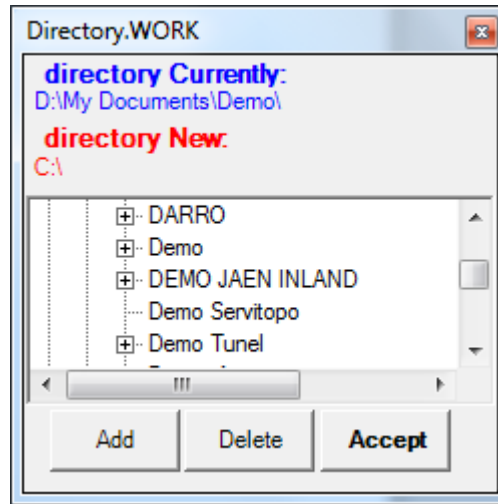 Directory.WORK
directory Currently:
D:\My Documents\Demo\
directory New:
C:\
DARRO
Demo
DEMO JAEN INLAND
Demo Servitopo
Demo Tunel
Add Delete Accept